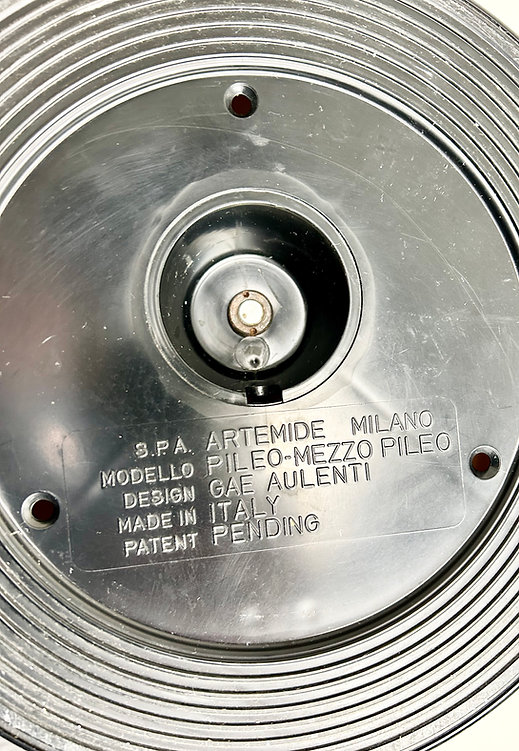 S.P.A. ARTEMIDE MILANO
MODELLO PILEO-MEZZO PILEO
DESIGN GAE AULENTI
MADE IN ITALY
PATENT PENDING